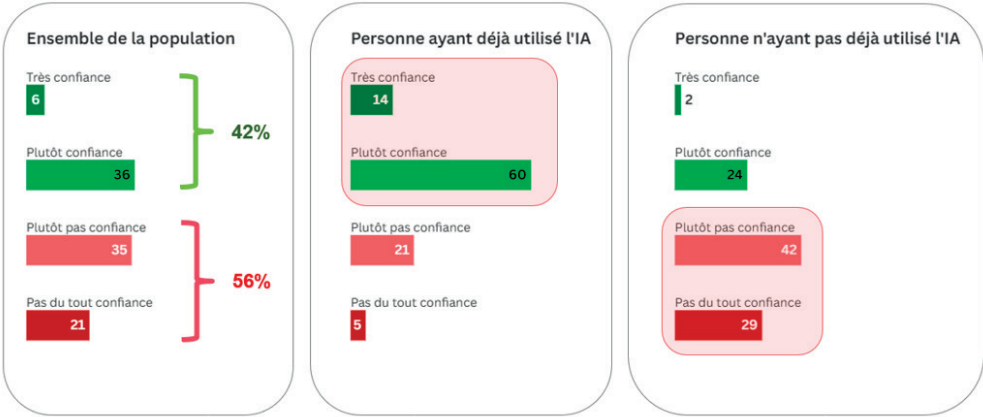 Ensemble de la population
Très confiance
6
Plutôt confiance
36
42%
Plutôt pas confiance
35
Pas du tout confiance
21
56%
Personne ayant déjà utilisé l'IA
Très confiance
14
Plutôt confiance
60
Plutôt pas confiance
21
Pas du tout confiance
5
Personne n'ayant pas déjà utilisé l'IA
Très confiance
2
Plutôt confiance
24
Plutôt pas confiance
42
Pas du tout confiance
29